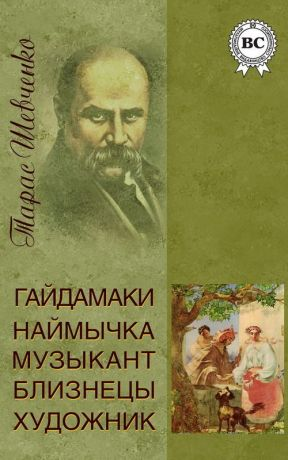 ВС
Тарас Шевченко
ГАЙДАМАКИ
НАЙМЫЧКА
МУЗЫКАНТ
БЛИЗНЕЦЫ
ХУДОЖНИК